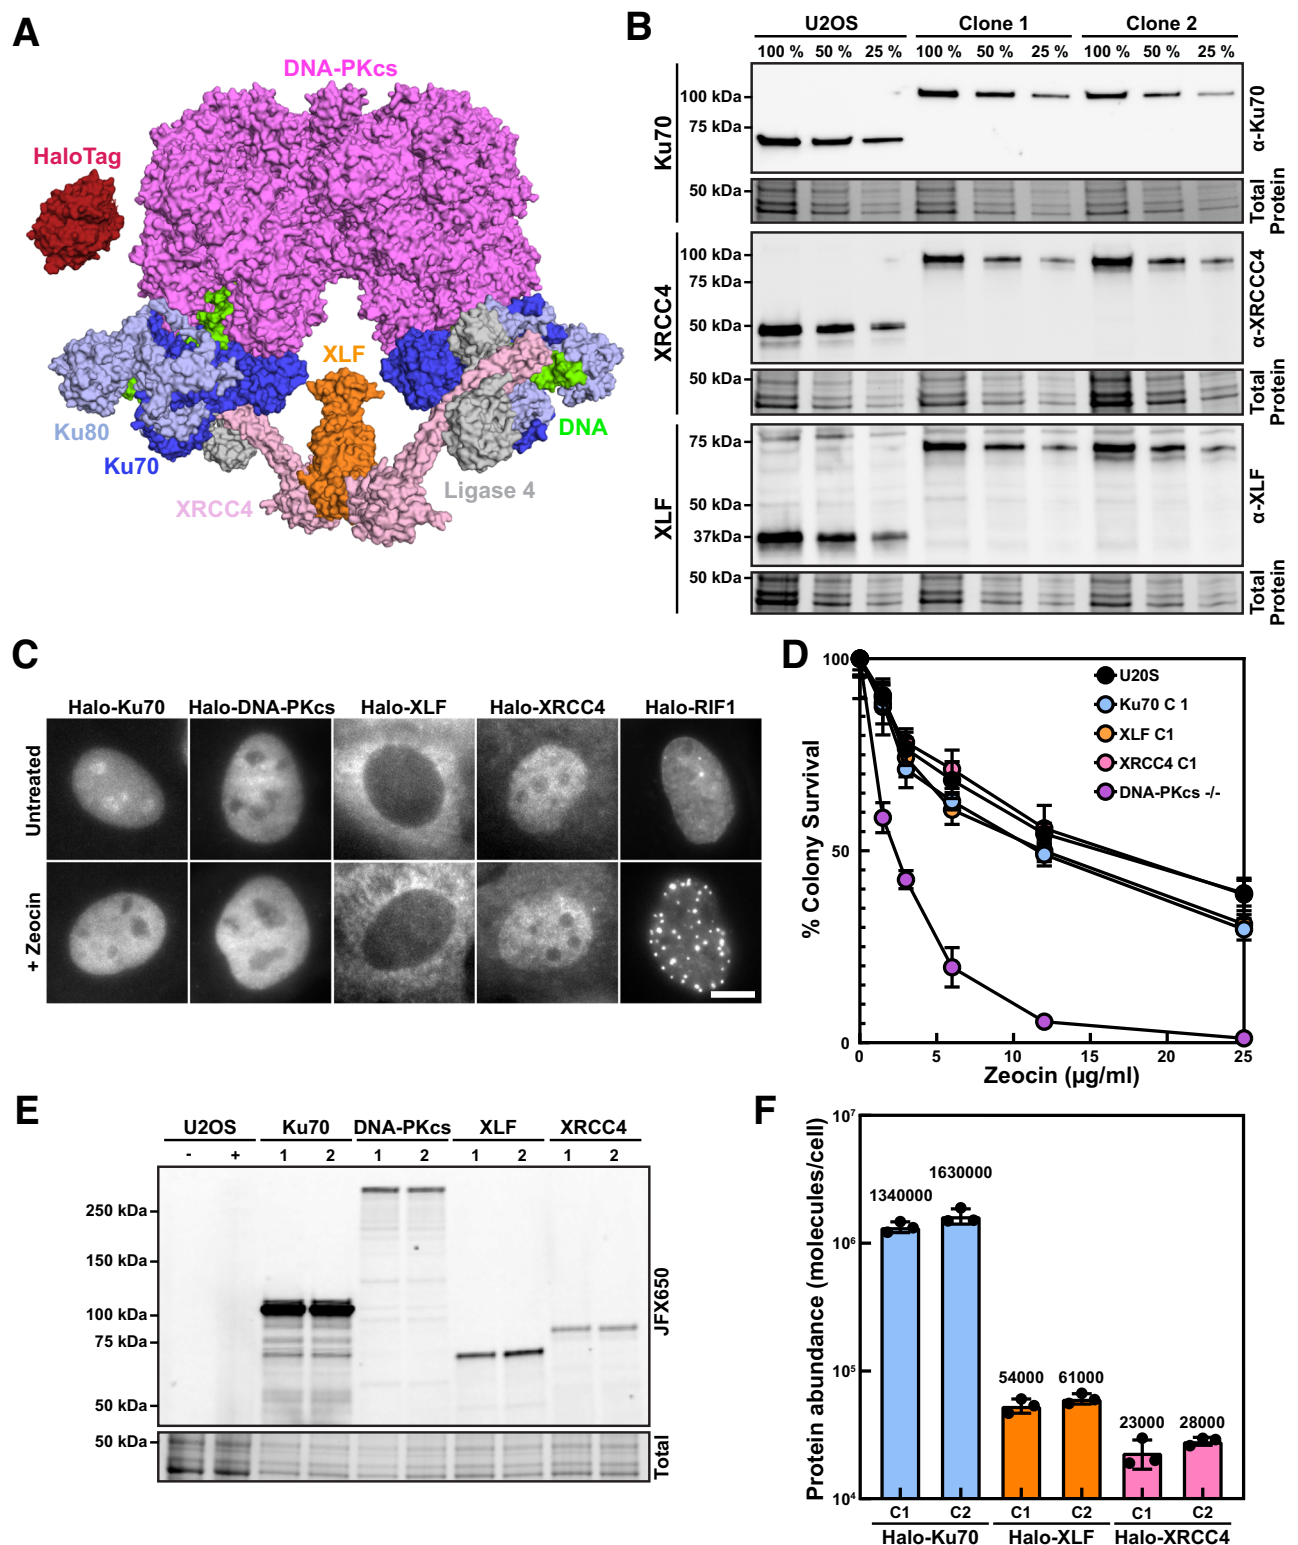 A
DNA-PKcs
HaloTag
XLF
Ku80
Ku70
DNA
XRCC4
Ligase 4
B
U2OS Clone 1 Clone 2
100 % 50 % 25 % 100 % 50 % 25 % 100 % 50 % 25 %
Ku70
100 kDa
75 kDa
α-Ku70
50 kDa
Total Protein
XRCC4
100 kDa
75 kDa
50 kDa
α-XRCCC4
50 kDa
Total Protein
XLF
75 kDa
50 kDa
37kDa
α-XLF
50 kDa
Total Protein
C
Halo-Ku70 Halo-DNA-PKcs Halo-XLF Halo-XRCC4 Halo-RIF1
Untreated
+ Zeocin
D
% Colony Survival
100
50
0
0 5 10 15 20 25
Zeocin (µg/ml)
U20S
Ku70 C 1
XLF C1
XRCC4 C1
DNA-PKcs -/-
E
U2OS Ku70 DNA-PKcs XLF XRCC4
- + 1 2 1 2 1 2 1 2
250 kDa
150 kDa
100 kDa
75 kDa
50 kDa
JFX650
50 kDa
Total
F
Protein abundance (molecules/cell)
10⁷
10⁶
10⁵
10⁴
1340000
1630000
54000
61000
23000
28000
C1 C2 C1 C2 C1 C2
Halo-Ku70 Halo-XLF Halo-XRCC4